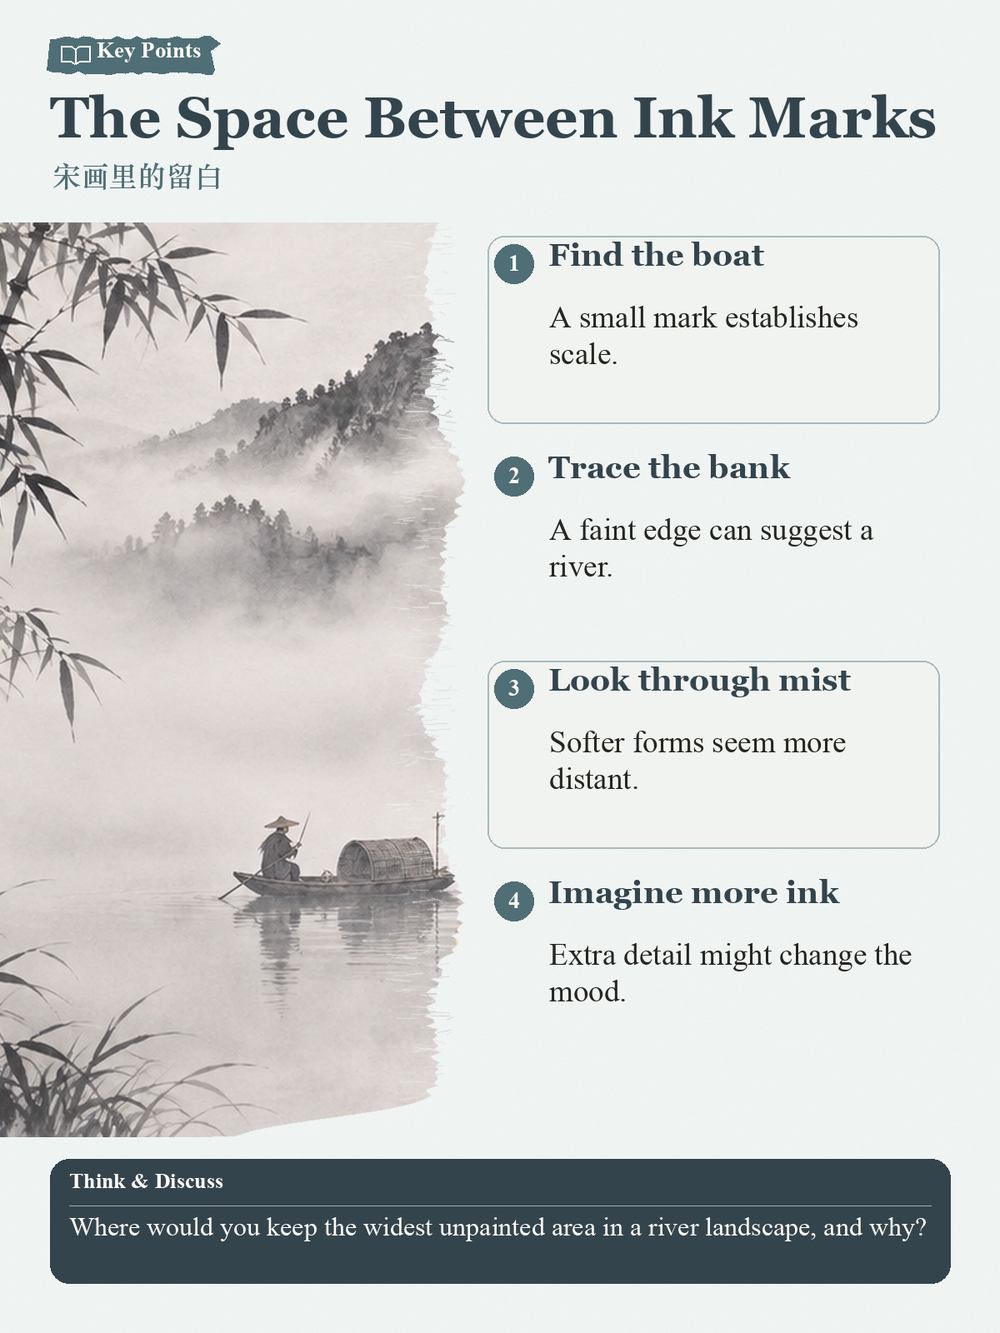 Key Points
The Space Between Ink Marks
宋画里的留白
1 Find the boat
A small mark establishes
scale.
2 Trace the bank
A faint edge can suggest a
river.
3 Look through mist
Softer forms seem more
distant.
4 Imagine more ink
Extra detail might change the
mood.
Think & Discuss
Where would you keep the widest unpainted area in a river landscape, and why?